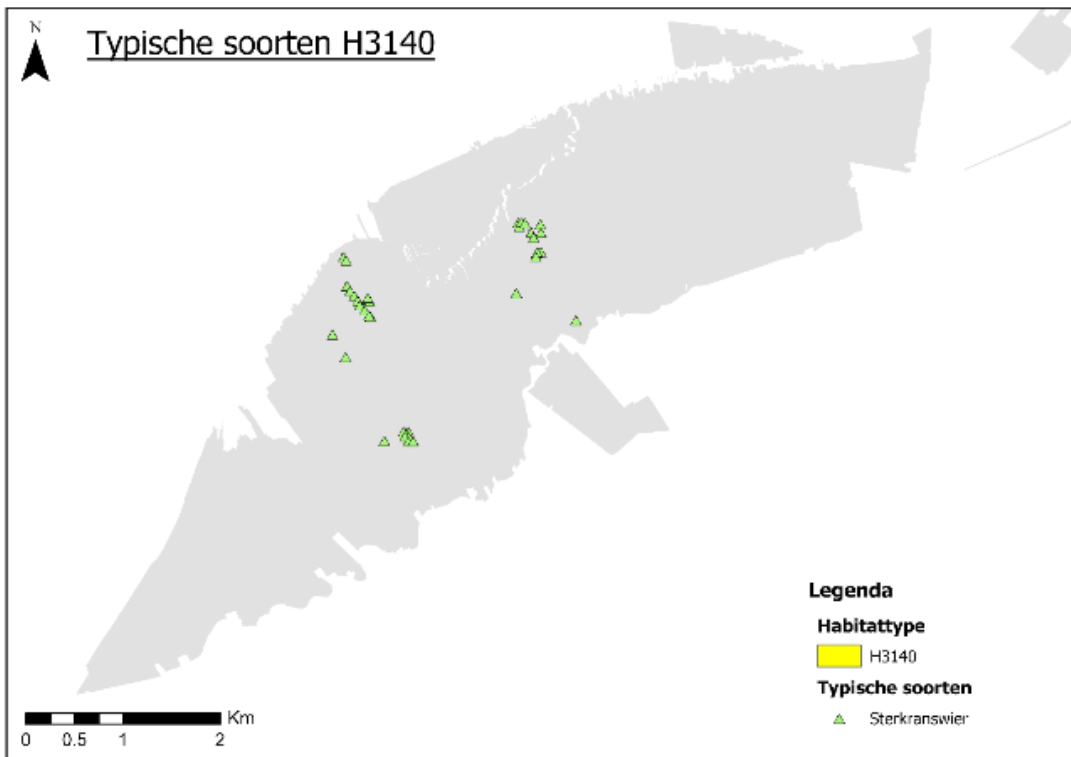 N
Typische soorten H3140
Legenda
Habitattype
H3140
Typische soorten
Sterkranswier
Km
0 0.5 1 2